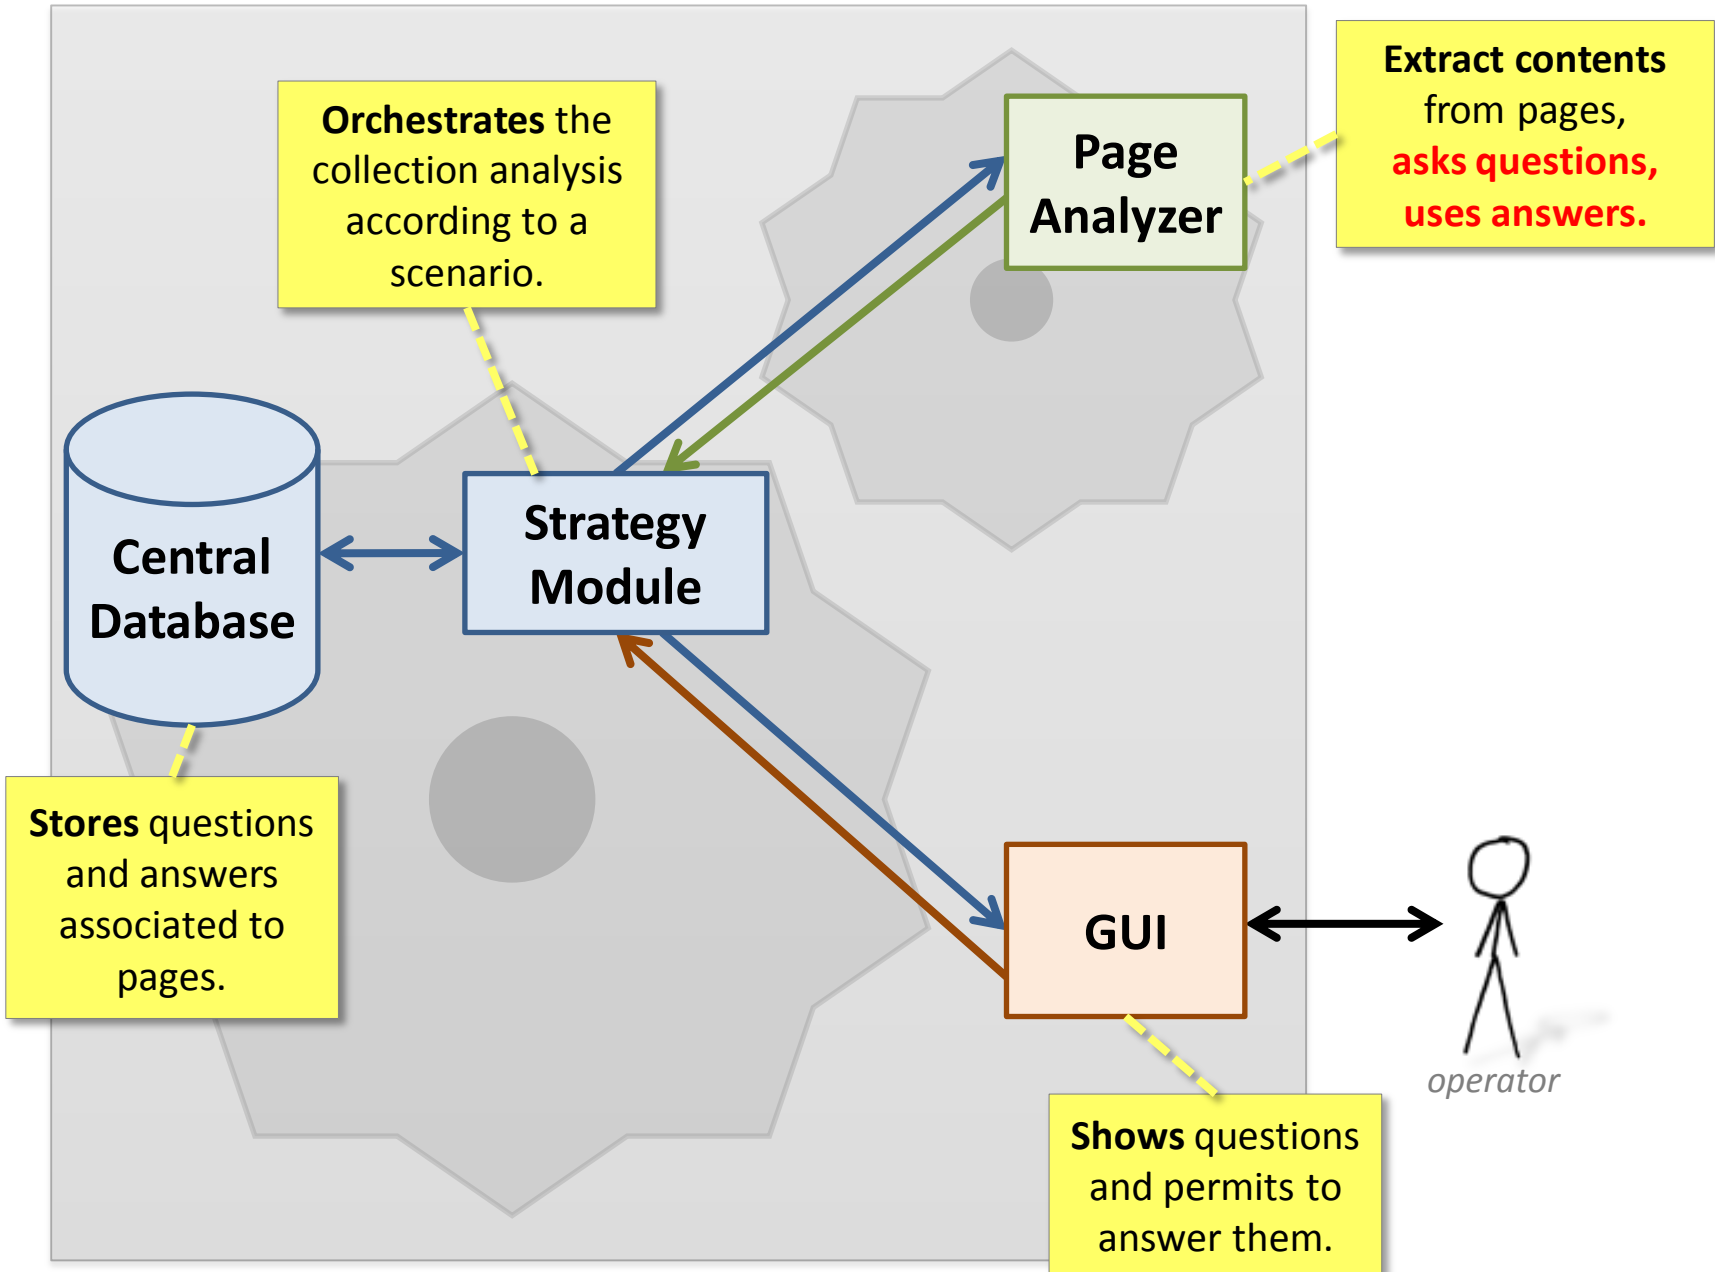 Orchestrates the
collection analysis
according to a
scenario.
Extract contents
from pages,
asks questions,
uses answers.
Page
Analyzer
Central
Database
Strategy
Module
Stores questions
and answers
associated to
pages.
GUI
operator
Shows questions
and permits to
answer them.